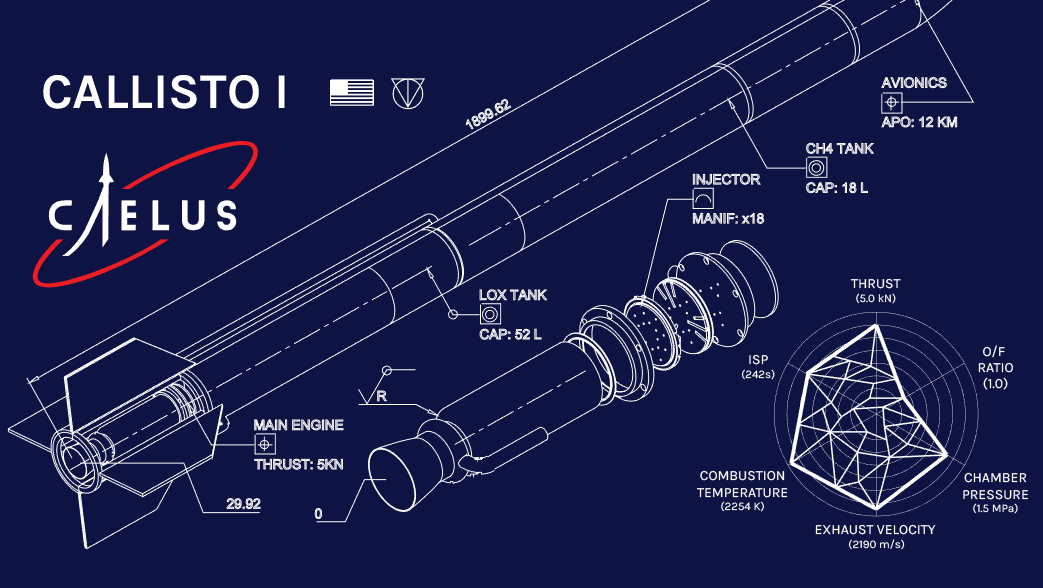 CALLISTO I
CAELUS
1899.62
AVIONICS
APO: 12 KM
CH4 TANK
CAP: 18 L
INJECTOR
MANIF: x18
LOX TANK
CAP: 52 L
R
MAIN ENGINE
THRUST: 5KN
29.92
0
THRUST
(5.0 kN)
O/F
RATIO
(1.0)
CHAMBER
PRESSURE
(1.5 MPa)
EXHAUST VELOCITY
(2190 m/s)
COMBUSTION
TEMPERATURE
(2254 K)
ISP
(242s)